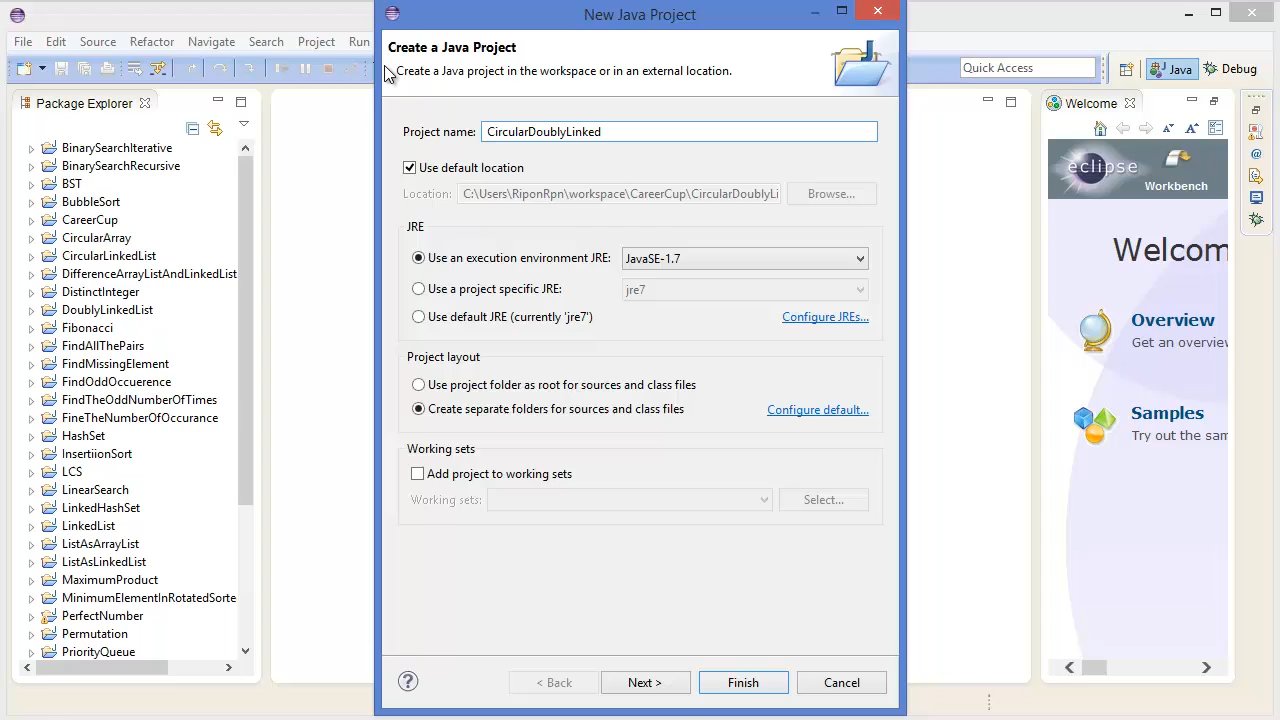 New Java Project
File Edit Source Refactor Navigate Search Project Run
Create a Java Project
Create a Java project in the workspace or in an external location.
Quick Access
Java
Debug
Package Explorer
Welcome
Project name: CircularDoublyLinked
Use default location
Location: C:\Users\RiponRpn\workspace\CareerCup\CircularDoublyLi
Browse...
JRE
Use an execution environment JRE: JavaSE-1.7
Use a project specific JRE: jre7
Use default JRE (currently 'jre7')
Configure JREs...
Project layout
Use project folder as root for sources and class files
Create separate folders for sources and class files
Configure default...
Working sets
Add project to working sets
Working sets:
Select...
< Back
Next >
Finish
Cancel
BinarySearchIterative
BinarySearchRecursive
BST
BubbleSort
CareerCup
CircularArray
CircularLinkedList
DifferenceArrayListAndLinkedList
DistinctInteger
DoublyLinkedList
Fibonacci
FindAllThePairs
FindMissingElement
FindOddOccuerence
FindTheOddNumberOfTimes
FineTheNumberOfOccurance
HashSet
InsertionSort
LCS
LinearSearch
LinkedHashSet
LinkedList
ListAsArrayList
ListAsLinkedList
MaximumProduct
MinimumElementInRotatedSorte
PerfectNumber
Permutation
PriorityQueue
eclipse
Workbench
Welcom
Overview
Get an overview
Samples
Try out the sam